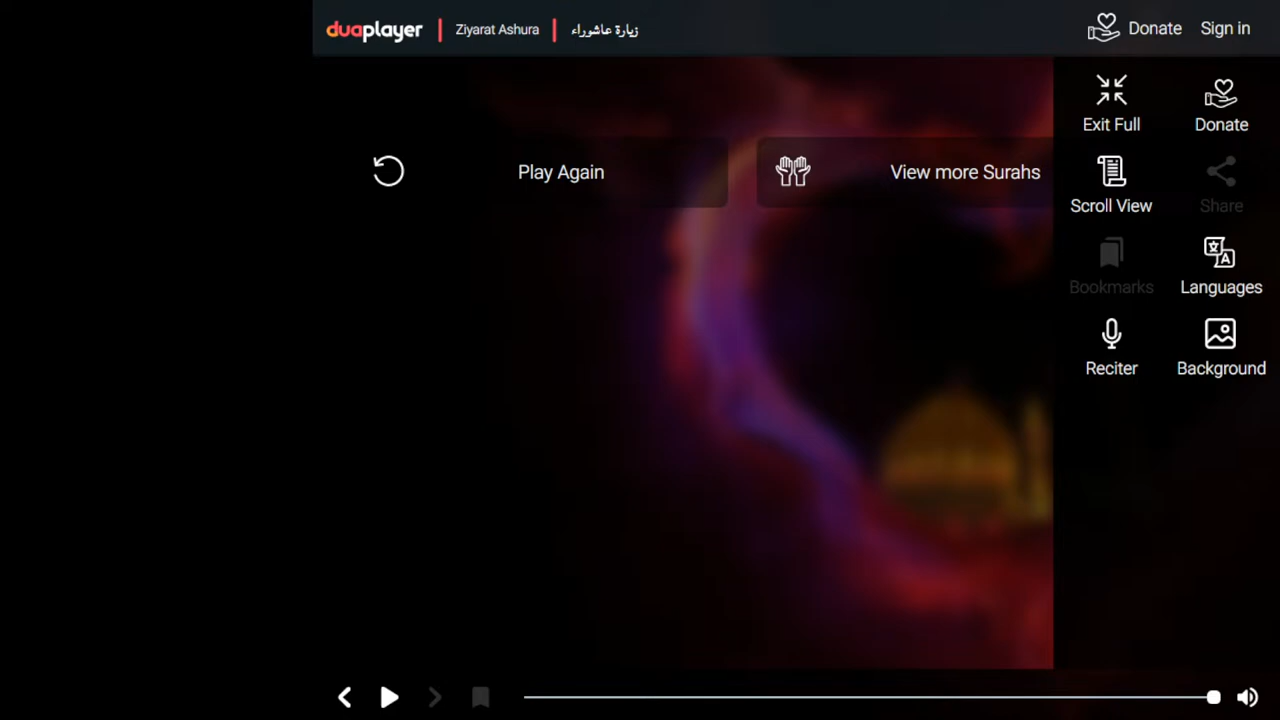 duaplayer | Ziyarat Ashura | زيارة عاشوراء
Donate Sign in
Exit Full Donate
Play Again View more Surahs
Scroll View Share
Bookmarks Languages
Reciter Background